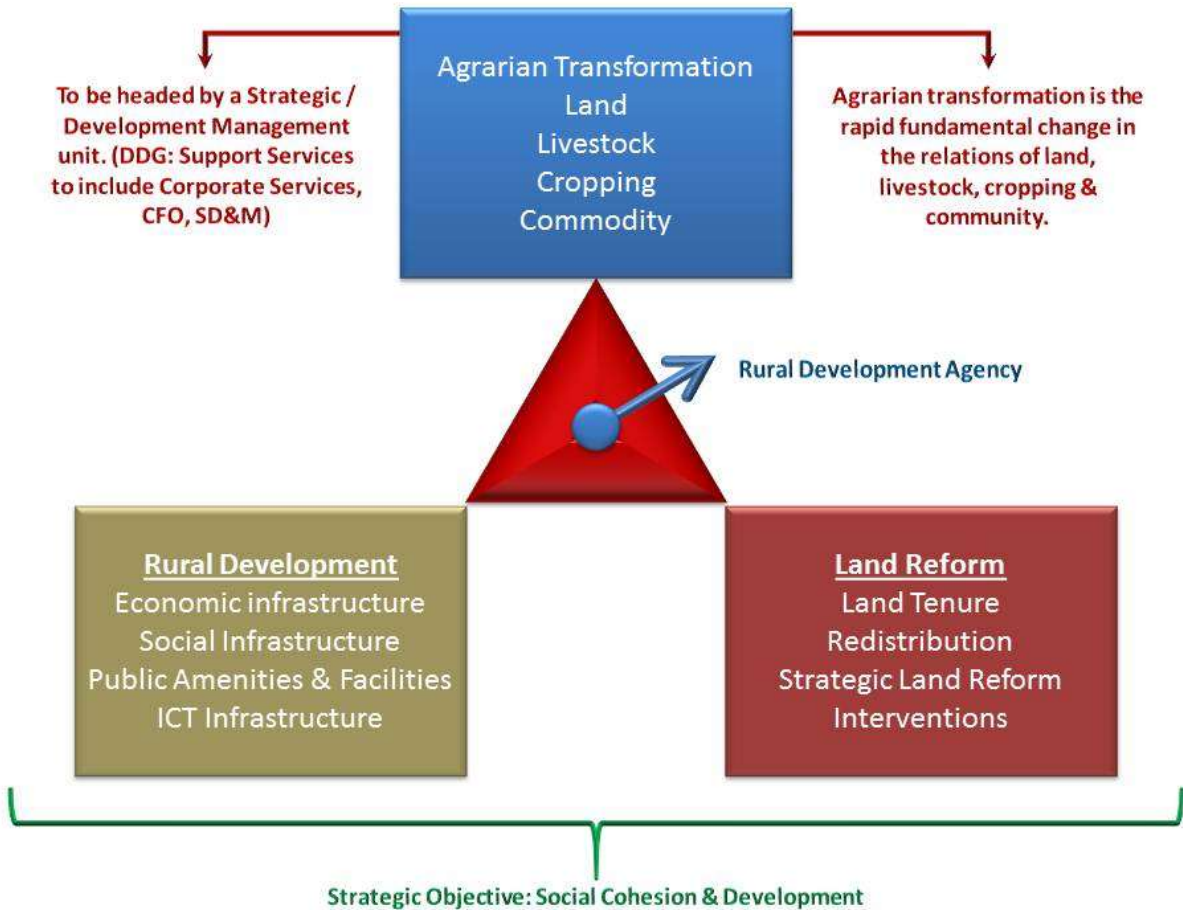 Agrarian Transformation
Land
Livestock
Cropping
Commodity
To be headed by a Strategic /
Development Management
unit. (DDG: Support Services
to include Corporate Services,
CFO, SD&M)
Agrarian transformation is the
rapid fundamental change in
the relations of land,
livestock, cropping &
community.
Rural Development Agency
Rural Development
Economic infrastructure
Social Infrastructure
Public Amenities & Facilities
ICT Infrastructure
Land Reform
Land Tenure
Redistribution
Strategic Land Reform
Interventions
Strategic Objective: Social Cohesion & Development